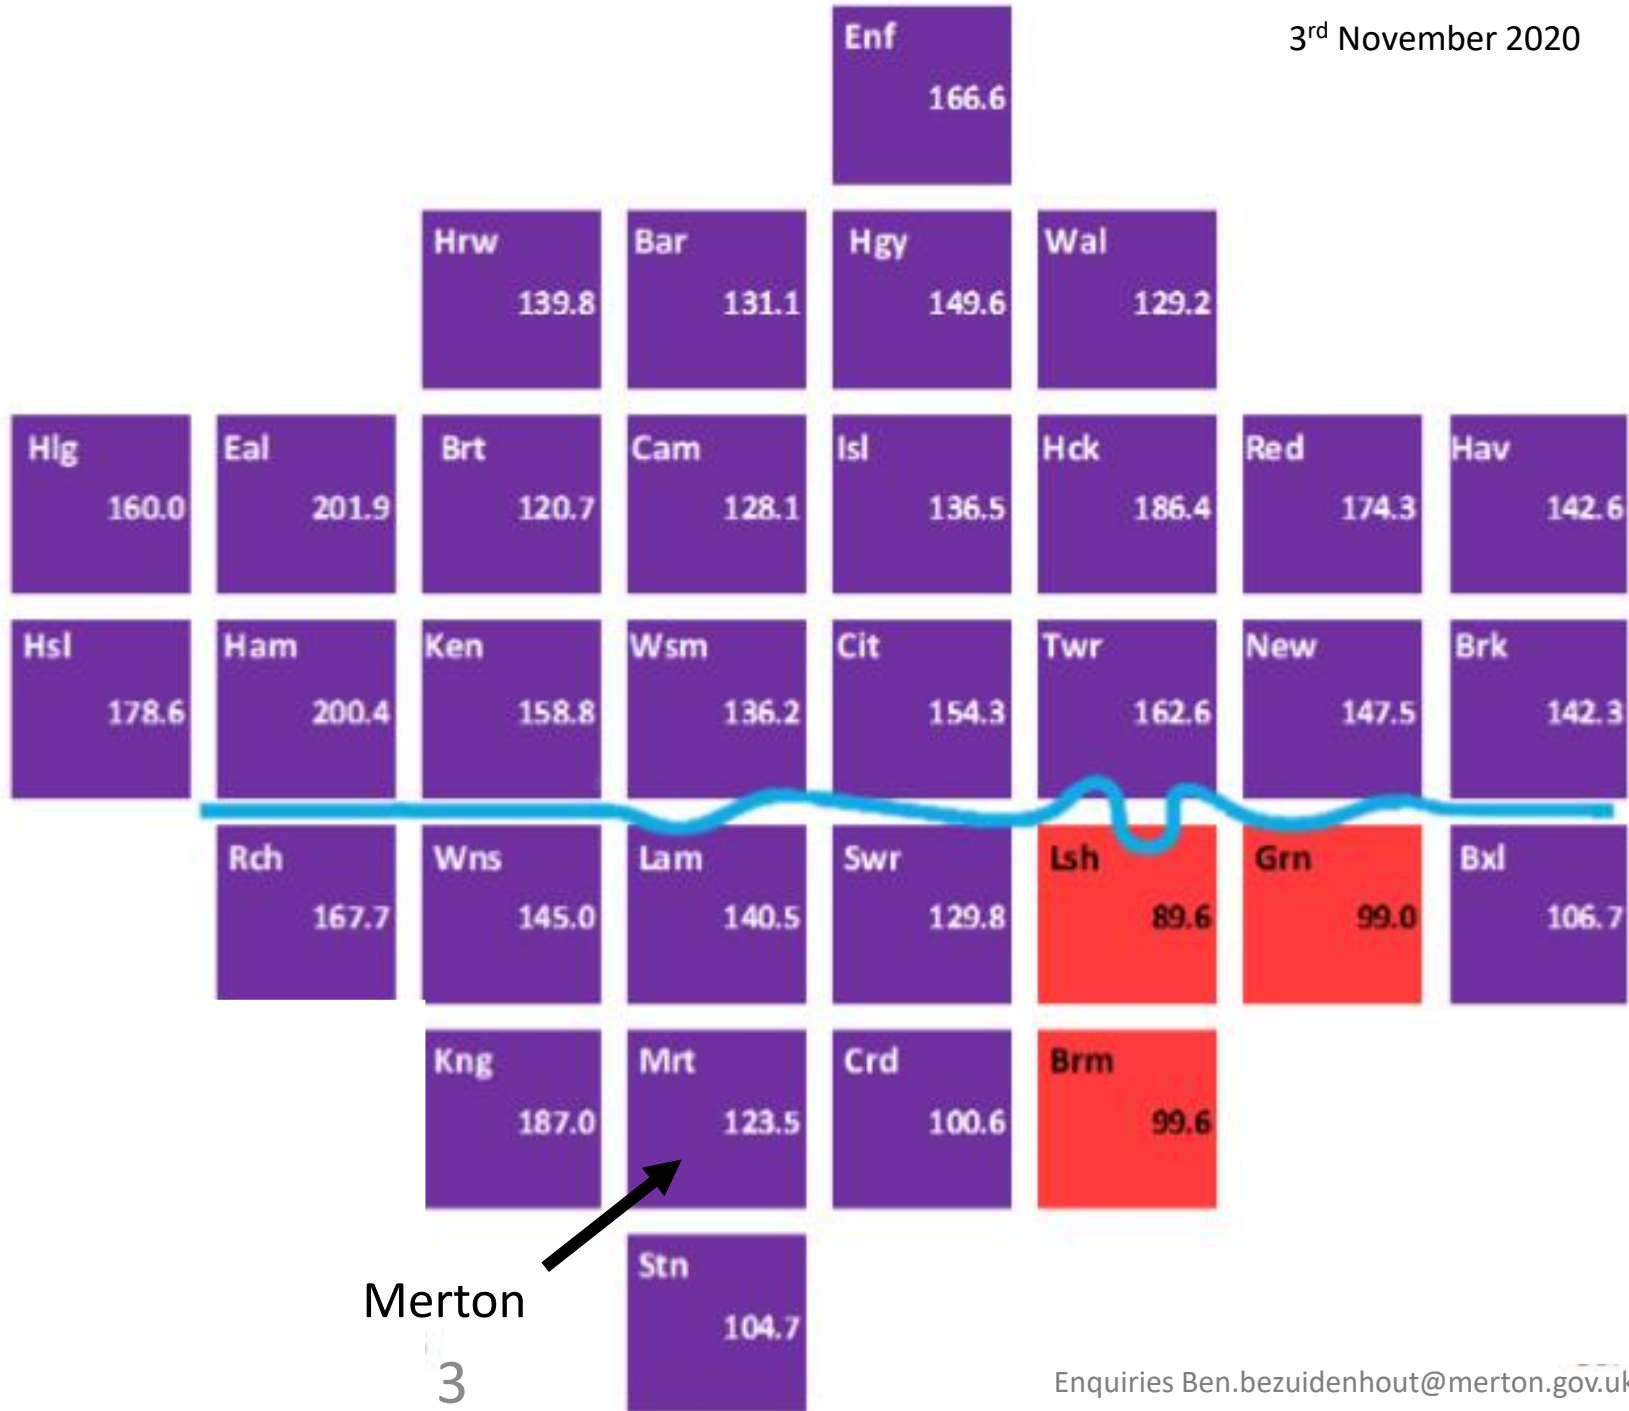 3rd November 2020
Enf
166.6
Hrw Bar Hgy Wal
139.8 131.1 149.6 129.2
Hlg Eal Brt Cam Isl Hck Red Hav
160.0 201.9 120.7 128.1 136.5 186.4 174.3 142.6
Hsl Ham Ken Wsm Cit Twr New Brk
178.6 200.4 158.8 136.2 154.3 162.6 147.5 142.3
Rch Wns Lam Swr Lsh Grn Bxl
167.7 145.0 140.5 129.8 89.6 99.0 106.7
Kng Mrt Crd Brm
187.0 123.5 100.6 99.6
Stn
Merton
104.7
3
Enquiries Ben.bezuidenhout@merton.gov.uk